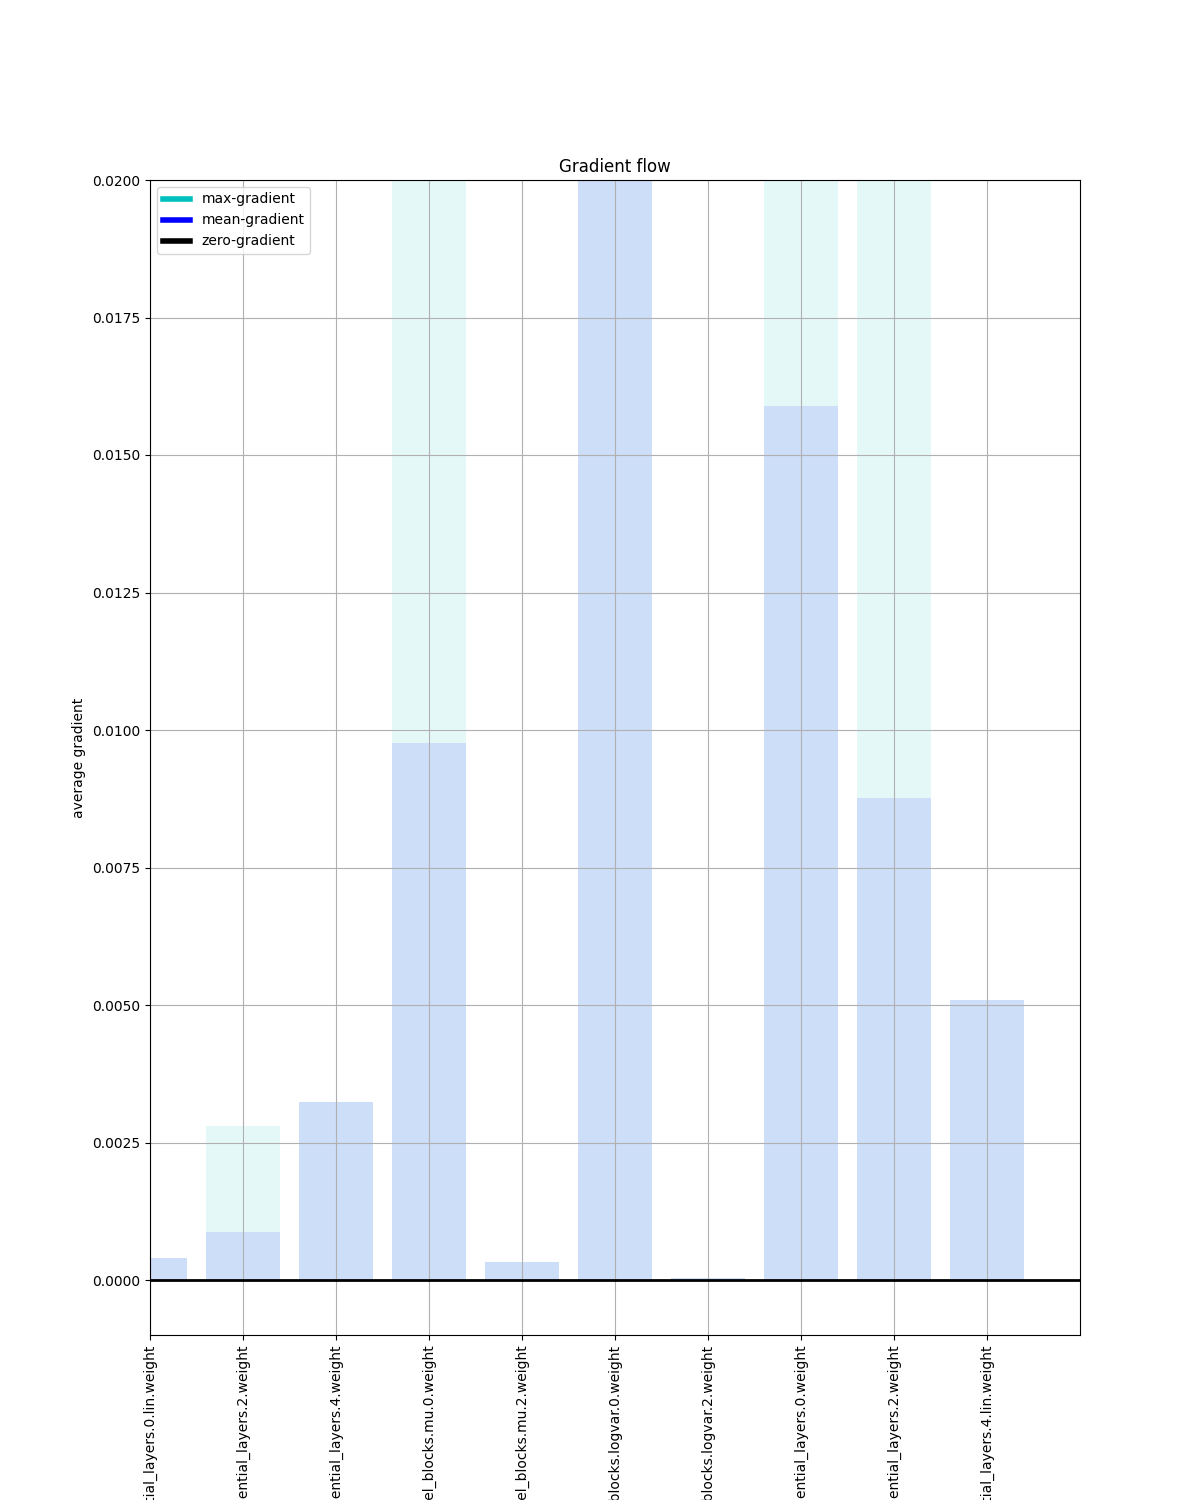 Gradient flow
max-gradient
mean-gradient
zero-gradient
0.0200
0.0175
0.0150
0.0125
0.0100
0.0075
0.0050
0.0025
0.0000
average gradient
tial_layers.0.lin.weight
ential_layers.2.weight
ential_layers.4.weight
el_blocks.mu.0.weight
el_blocks.mu.2.weight
blocks.logvar.0.weight
blocks.logvar.2.weight
ential_layers.0.weight
ential_layers.2.weight
tial_layers.4.lin.weight